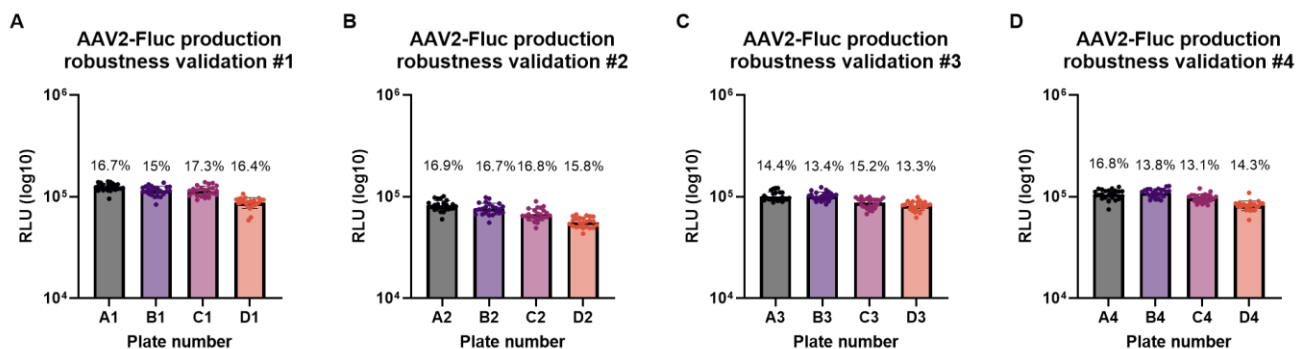 A
AAV2-Fluc production
robustness validation #1
RLU (log10)
10⁶
10⁵
10⁴
16.7% 15% 17.3% 16.4%
A1 B1 C1 D1
Plate number
B
AAV2-Fluc production
robustness validation #2
RLU (log10)
10⁶
10⁵
10⁴
16.9% 16.7% 16.8% 15.8%
A2 B2 C2 D2
Plate number
C
AAV2-Fluc production
robustness validation #3
RLU (log10)
10⁶
10⁵
10⁴
14.4% 13.4% 15.2% 13.3%
A3 B3 C3 D3
Plate number
D
AAV2-Fluc production
robustness validation #4
RLU (log10)
10⁶
10⁵
10⁴
16.8% 13.8% 13.1% 14.3%
A4 B4 C4 D4
Plate number